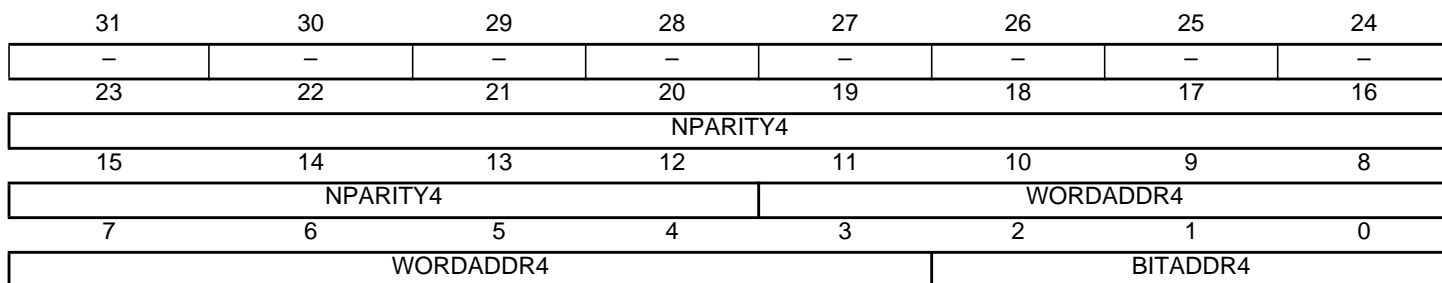 31 30 29 28 27 26 25 24
– – – – – – – –
23 22 21 20 19 18 17 16
NPARITY4
15 14 13 12 11 10 9 8
NPARITY4 WORDADDR4
7 6 5 4 3 2 1 0
WORDADDR4 BITADDR4